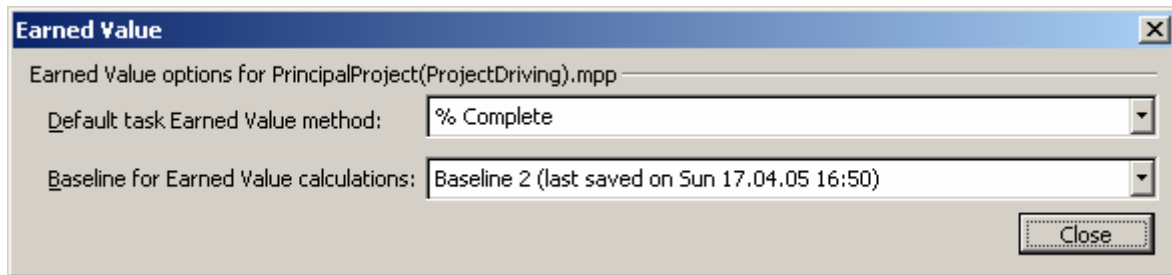 Earned Value
Earned Value options for PrincipalProject(ProjectDriving).mpp
Default task Earned Value method: % Complete
Baseline for Earned Value calculations: Baseline 2 (last saved on Sun 17.04.05 16:50)
Close